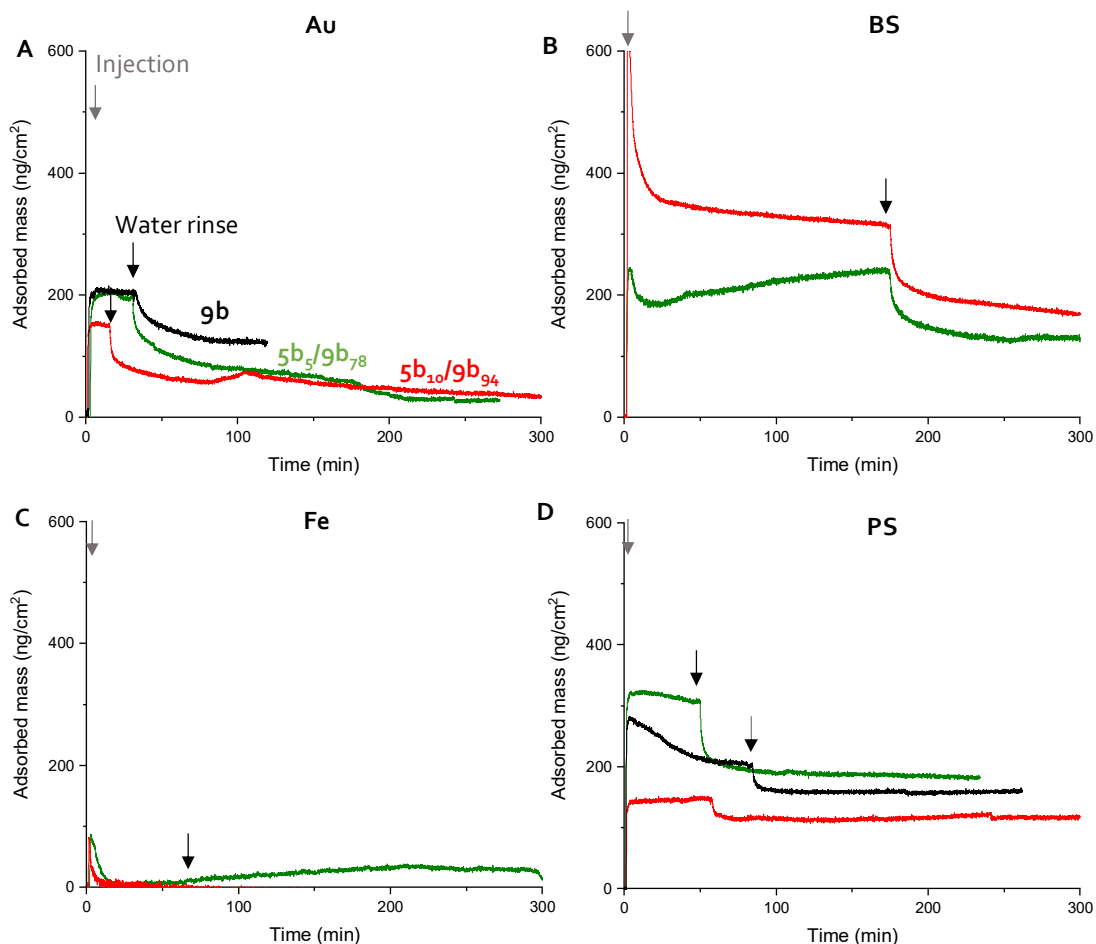 A
Au
600
400
200
0
Adsorbed mass (ng/cm²)
Injection
Water rinse
9b
5b₅/9b₇₈
5b₁₀/9b₉₄
0
100
200
300
Time (min)
B
BS
600
400
200
0
Adsorbed mass (ng/cm²)
0
100
200
300
Time (min)
C
Fe
600
400
200
0
Adsorbed mass (ng/cm²)
0
100
200
300
Time (min)
D
PS
600
400
200
0
Adsorbed mass (ng/cm²)
0
100
200
300
Time (min)